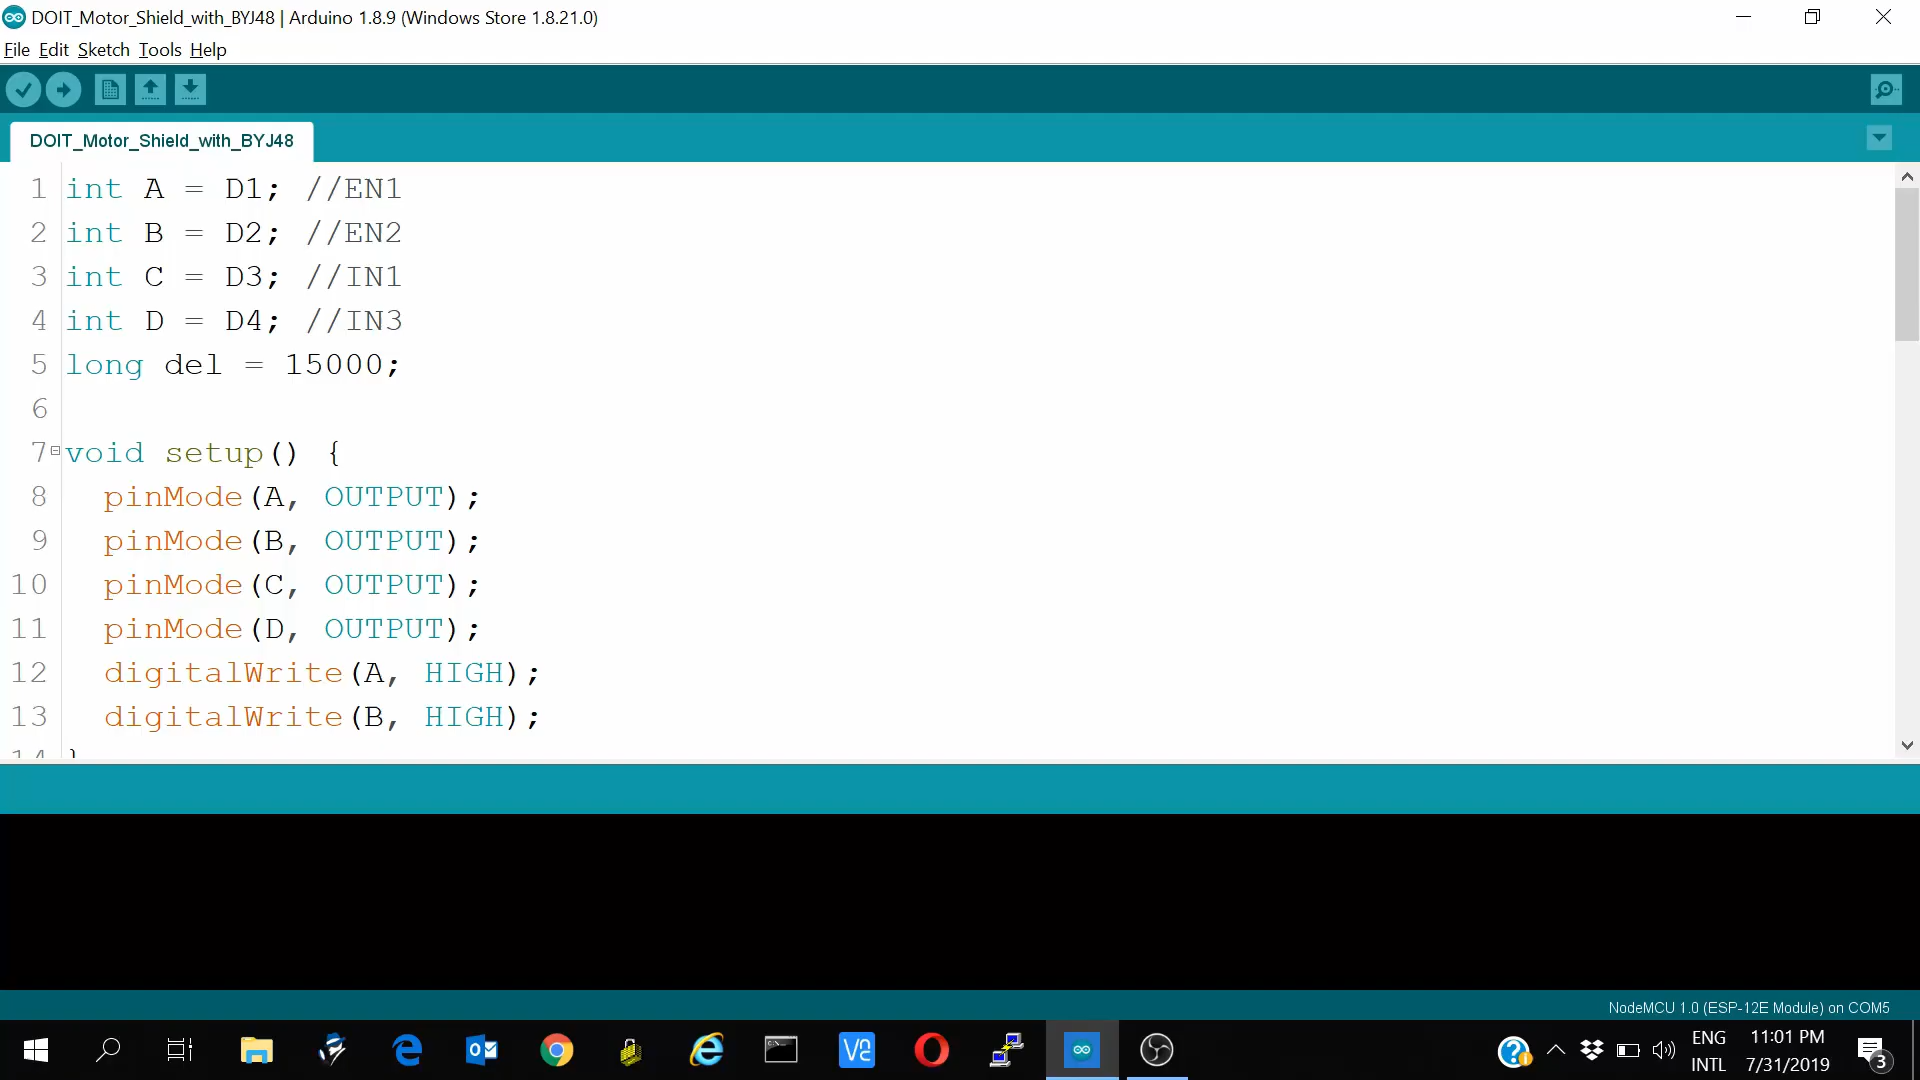 DOIT_Motor_Shield_with_BYJ48 | Arduino 1.8.9 (Windows Store 1.8.21.0)
File Edit Sketch Tools Help
DOIT_Motor_Shield_with_BYJ48
1 int A = D1; //EN1
2 int B = D2; //EN2
3 int C = D3; //IN1
4 int D = D4; //IN3
5 long del = 15000;
6
7 void setup() {
8 pinMode(A, OUTPUT);
9 pinMode(B, OUTPUT);
10 pinMode(C, OUTPUT);
11 pinMode(D, OUTPUT);
12 digitalWrite(A, HIGH);
13 digitalWrite(B, HIGH);
14 }
NodeMCU 1.0 (ESP-12E Module) on COM5
ENG 11:01 PM
INTL 7/31/2019 3